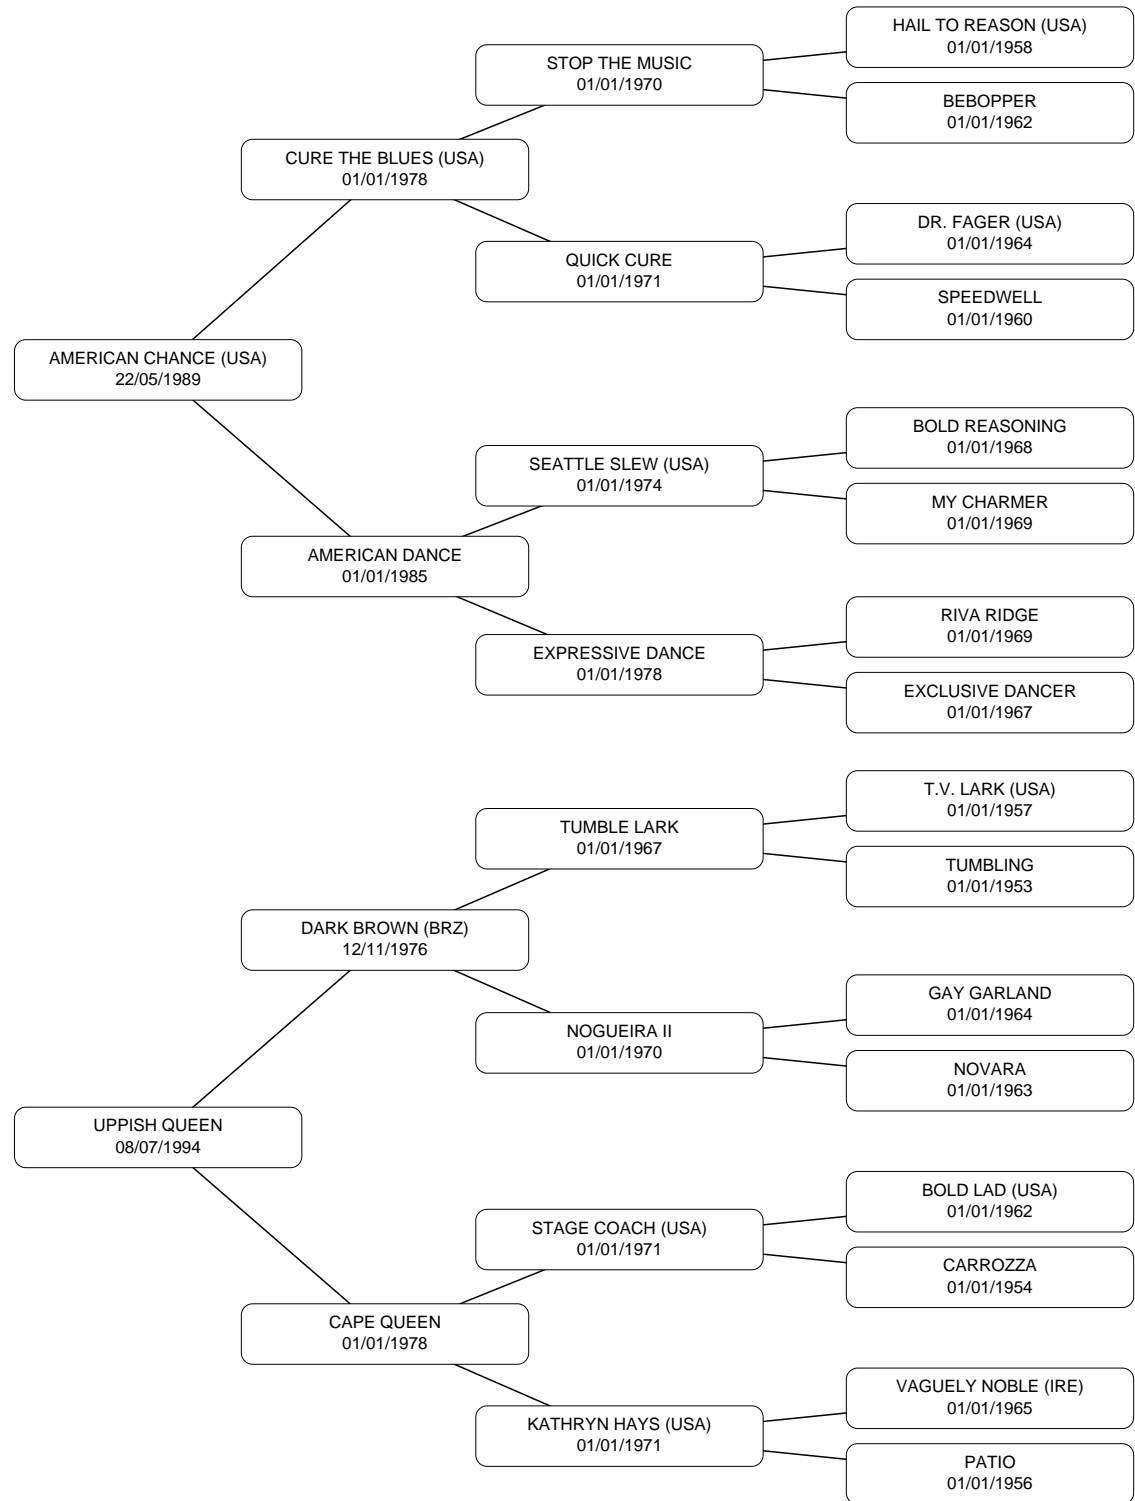 HAIL TO REASON (USA)
01/01/1958
STOP THE MUSIC
01/01/1970
BEBOPPER
01/01/1962
CURE THE BLUES (USA)
01/01/1978
DR. FAGER (USA)
01/01/1964
QUICK CURE
01/01/1971
SPEEDWELL
01/01/1960
AMERICAN CHANCE (USA)
22/05/1989
BOLD REASONING
01/01/1968
SEATTLE SLEW (USA)
01/01/1974
MY CHARMER
01/01/1969
AMERICAN DANCE
01/01/1985
RIVA RIDGE
01/01/1969
EXPRESSIVE DANCE
01/01/1978
EXCLUSIVE DANCER
01/01/1967
T.V. LARK (USA)
01/01/1957
TUMBLE LARK
01/01/1967
TUMBLING
01/01/1953
DARK BROWN (BRZ)
12/11/1976
GAY GARLAND
01/01/1964
NOGUEIRA II
01/01/1970
NOVARA
01/01/1963
UPPISH QUEEN
08/07/1994
BOLD LAD (USA)
01/01/1962
STAGE COACH (USA)
01/01/1971
CARROZZA
01/01/1954
CAPE QUEEN
01/01/1978
VAGUELY NOBLE (IRE)
01/01/1965
KATHRYN HAYS (USA)
01/01/1971
PATIO
01/01/1956